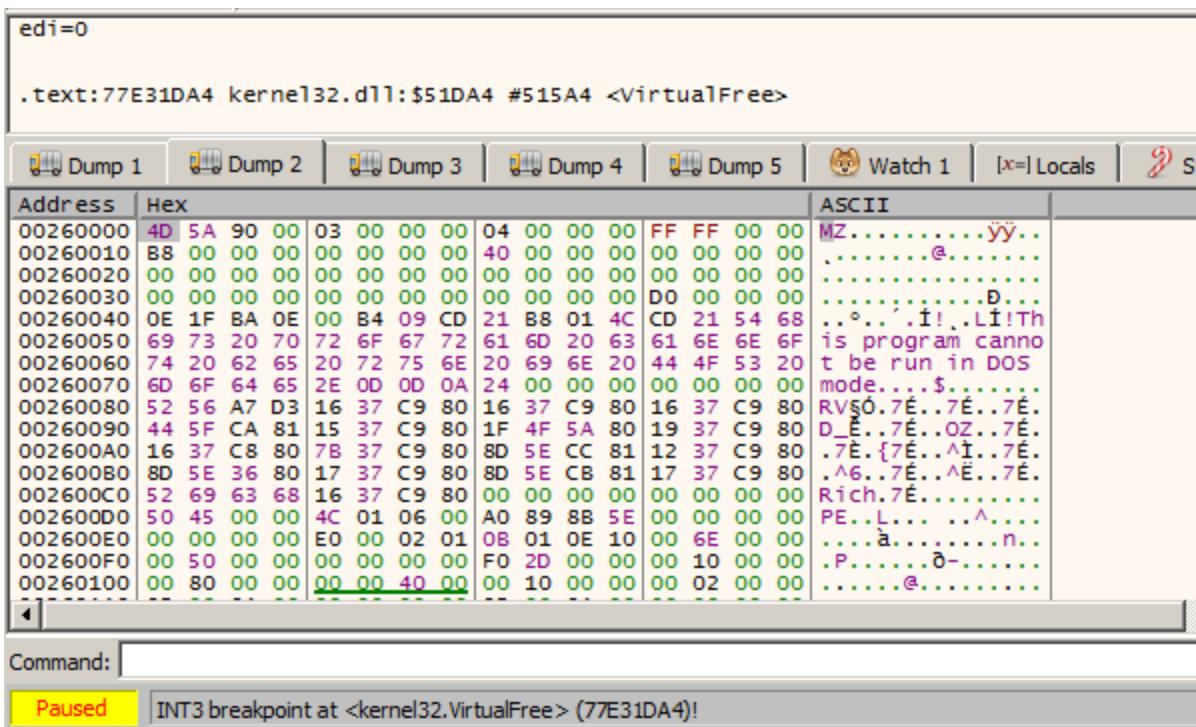 edi=0
.text:77E31DA4 kernel32.dll:$51DA4 #515A4 <VirtualFree>
Dump 1 Dump 2 Dump 3 Dump 4 Dump 5 Watch 1 [x=] Locals S
Address Hex ASCII
00260000 4D 5A 90 00 03 00 00 00 04 00 00 00 FF FF 00 00 MZ..........ÿÿ..
00260010 B8 00 00 00 00 00 00 00 40 00 00 00 00 00 00 00 ¸.......@.......
00260020 00 00 00 00 00 00 00 00 00 00 00 00 00 00 00 00 ................
00260030 00 00 00 00 00 00 00 00 00 00 00 00 D0 00 00 00 ............Ð...
00260040 0E 1F BA 0E 00 B4 09 CD 21 B8 01 4C CD 21 54 68 ..º..´.Í!¸.LÍ!Th
00260050 69 73 20 70 72 6F 67 72 61 6D 20 63 61 6E 6E 6F is program canno
00260060 74 20 62 65 20 72 75 6E 20 69 6E 20 44 4F 53 20 t be run in DOS
00260070 6D 6F 64 65 2E 0D 0D 0A 24 00 00 00 00 00 00 00 mode....$.......
00260080 52 56 A7 D3 16 37 C9 80 16 37 C9 80 16 37 C9 80 RV§Ó.7É..7É..7É.
00260090 44 5F CA 81 15 37 C9 80 1F 4F 5A 80 19 37 C9 80 D_Ê..7É..OZ..7É.
002600A0 16 37 C8 80 7B 37 C9 80 8D 5E CC 81 12 37 C9 80 .7È.{7É..^Ì..7É.
002600B0 8D 5E 36 80 17 37 C9 80 8D 5E CB 81 17 37 C9 80 .^6..7É..^Ë..7É.
002600C0 52 69 63 68 16 37 C9 80 00 00 00 00 00 00 00 00 Rich.7É.........
002600D0 50 45 00 00 4C 01 06 00 A0 89 8B 5E 00 00 00 00 PE..L... ..^....
002600E0 00 00 00 00 E0 00 02 01 0B 01 0E 10 00 6E 00 00 ....à........n..
002600F0 00 50 00 00 00 00 00 00 F0 2D 00 00 00 10 00 00 .P......ð-......
00260100 00 80 00 00 00 00 40 00 00 10 00 00 00 02 00 00 ......@.........
Command:
Paused INT3 breakpoint at <kernel32.VirtualFree> (77E31DA4)!